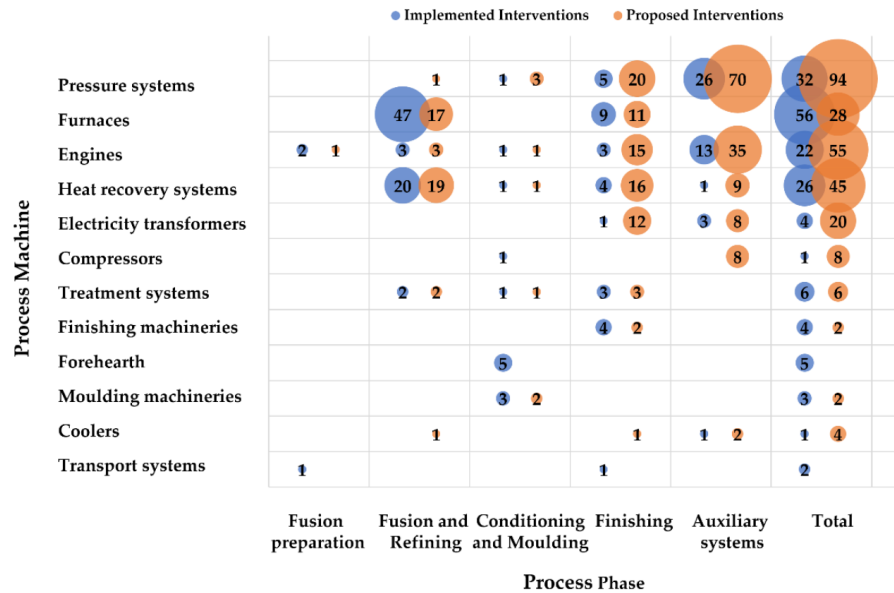 Implemented Interventions Proposed Interventions
Process Machine
Pressure systems 1 1 3 5 20 26 70 32 94
Furnaces 47 17 9 11 56 28
Engines 2 1 3 3 1 1 3 15 13 35 22 55
Heat recovery systems 20 19 1 1 4 16 1 9 26 45
Electricity transformers 1 12 3 8 4 20
Compressors 1 8 1 8
Treatment systems 2 2 1 1 3 3 6 6
Finishing machineries 4 2 4 2
Forehearth 5 5
Moulding machineries 3 2 3 2
Coolers 1 1 1 2 1 4
Transport systems 1 1 2
Fusion Fusion and Conditioning Finishing Auxiliary Total
preparation Refining and Moulding systems
Process Phase